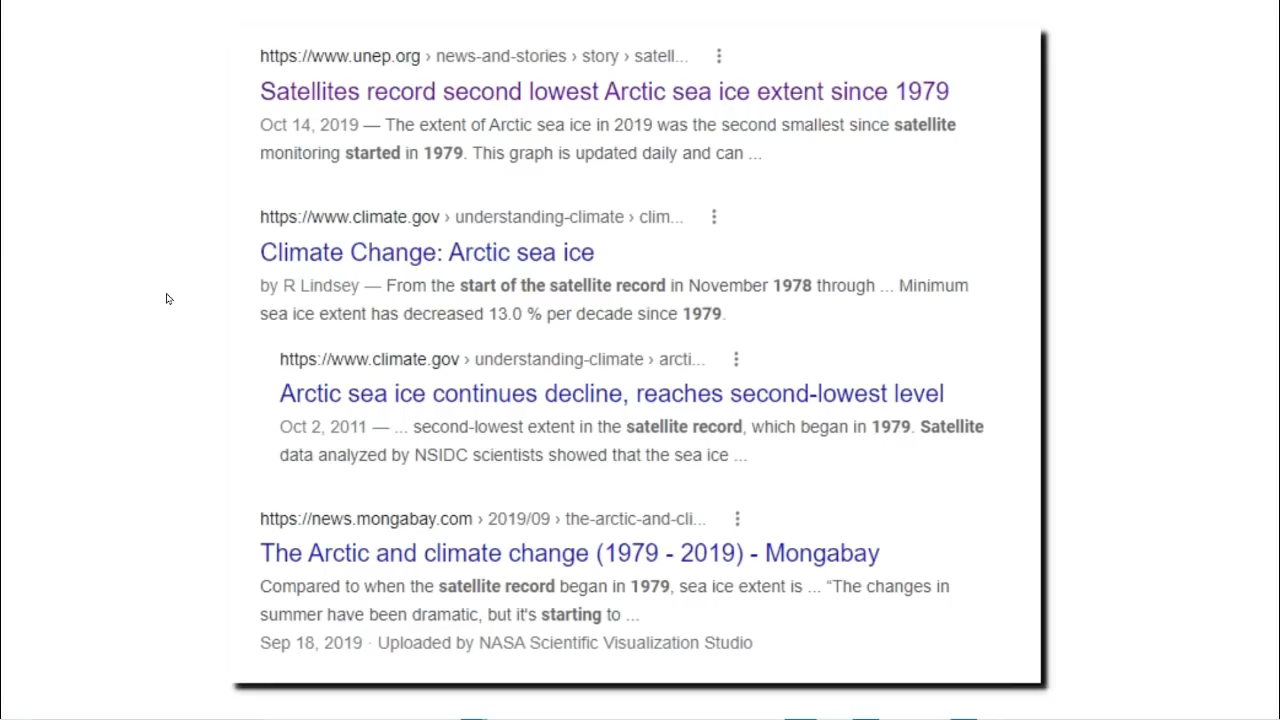 https://www.unep.org › news-and-stories › story › satell...
Satellites record second lowest Arctic sea ice extent since 1979
Oct 14, 2019 — The extent of Arctic sea ice in 2019 was the second smallest since satellite
monitoring started in 1979. This graph is updated daily and can ...
https://www.climate.gov › understanding-climate › clim...
Climate Change: Arctic sea ice
by R Lindsey — From the start of the satellite record in November 1978 through ... Minimum
sea ice extent has decreased 13.0 % per decade since 1979.
https://www.climate.gov › understanding-climate › arcti...
Arctic sea ice continues decline, reaches second-lowest level
Oct 2, 2011 — ... second-lowest extent in the satellite record, which began in 1979. Satellite
data analyzed by NSIDC scientists showed that the sea ice ...
https://news.mongabay.com › 2019/09 › the-arctic-and-cli...
The Arctic and climate change (1979 - 2019) - Mongabay
Compared to when the satellite record began in 1979, sea ice extent is ... “The changes in
summer have been dramatic, but it's starting to ...
Sep 18, 2019 · Uploaded by NASA Scientific Visualization Studio